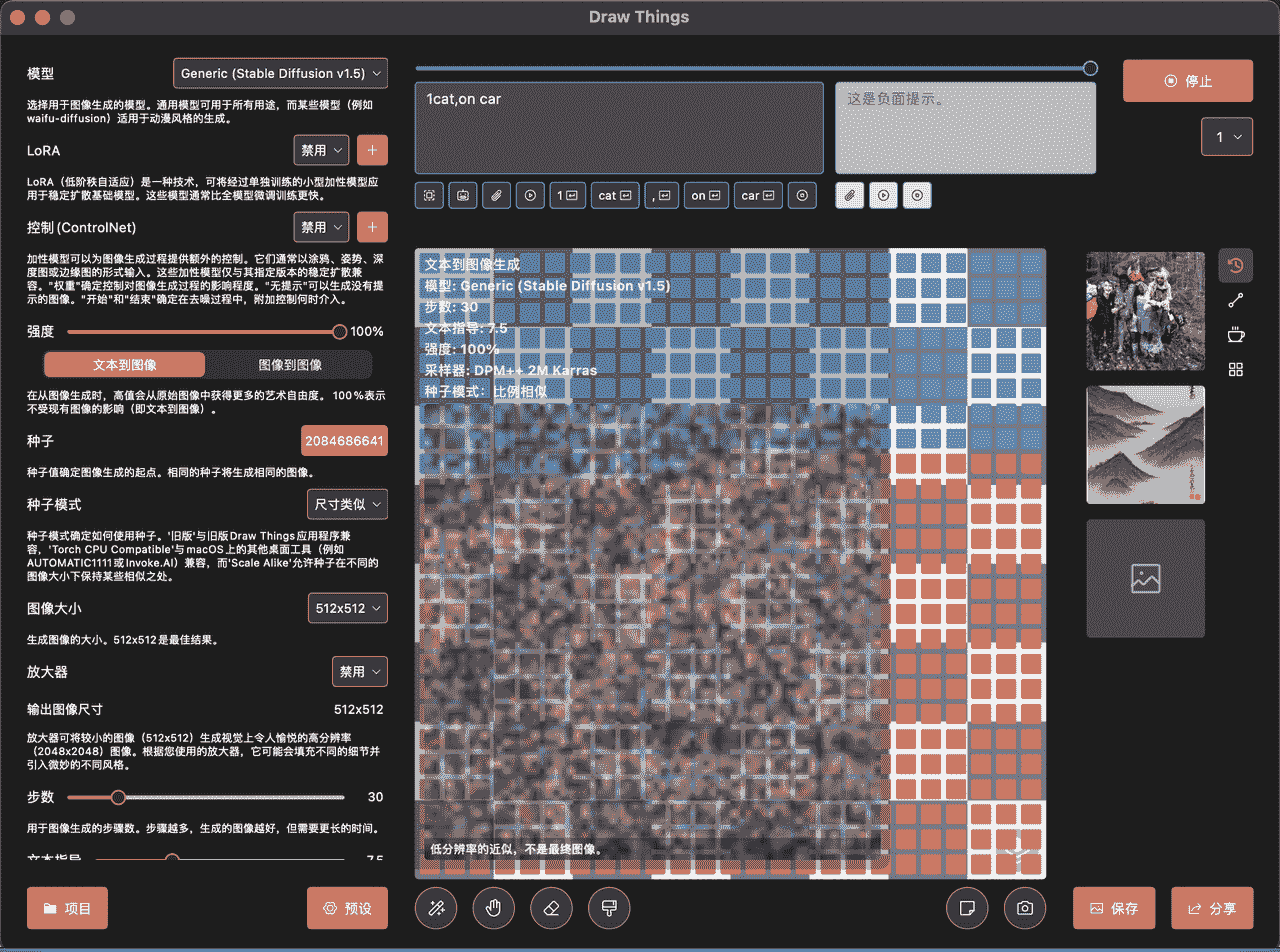 Draw Things
模型
Generic (Stable Diffusion v1.5)
选择用于图像生成的模型。通用模型可用于所有用途，而某些模型（例如
waifu-diffusion）适用于动漫风格的生成。
LoRA
禁用
+
LoRA（低阶秩自适应）是一种技术，可将经过单独训练的小型加性模型应
用于稳定扩散基础模型。这些模型通常比全模型微调训练更快。
控制 (ControlNet)
禁用
+
加性模型可以为图像生成过程提供额外的控制。它们通常以涂鸦、姿势、深
度图或边缘图的形式输入。这些加性模型仅与其指定版本的稳定扩散兼
容。"权重"确定控制对图像生成过程的影响程度。"无提示"可以生成没有提
示的图像。"开始"和"结束"确定在去噪过程中，附加控制何时介入。
强度
100%
文本到图像
图像到图像
在从图像生成时，高值会从原始图像中获得更多的艺术自由度。 100%表示
不受现有图像的影响（即文本到图像）。
种子
2084686641
种子值确定图像生成的起点。相同的种子将生成相同的图像。
种子模式
尺寸类似
种子模式确定如何使用种子。'旧版'与旧版Draw Things应用程序兼
容，'Torch CPU Compatible'与macOS上的其他桌面工具（例如
AUTOMATIC1111或Invoke.AI）兼容，而'Scale Alike'允许种子在不同的
图像大小下保持某些相似之处。
图像大小
512x512
生成图像的大小。512x512是最佳结果。
放大器
禁用
输出图像尺寸
512x512
放大器可将较小的图像（512x512）生成视觉上令人愉悦的高分辨率
（2048x2048）图像。根据您使用的放大器，它可能会填充不同的细节并
引入微妙的不同风格。
步数
30
用于图像生成的步骤数。步骤越多，生成的图像越好，但需要更长的时间。
文本指导
7.5
项目
预设
1cat,on car
这是负面提示。
1
cat
,
on
car
停止
1
文本到图像生成
模型: Generic (Stable Diffusion v1.5)
步数: 30
文本指导: 7.5
强度: 100%
采样器: DPM++ 2M Karras
种子模式：比例相似
低分辨率的近似，不是最终图像。
保存
分享